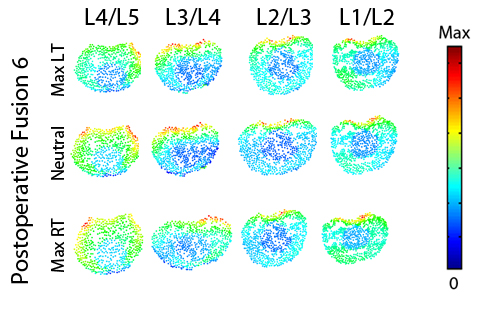 L4/L5 L3/L4 L2/L3 L1/L2
Max
Postoperative Fusion 6
Max LT
Neutral
Max RT
0